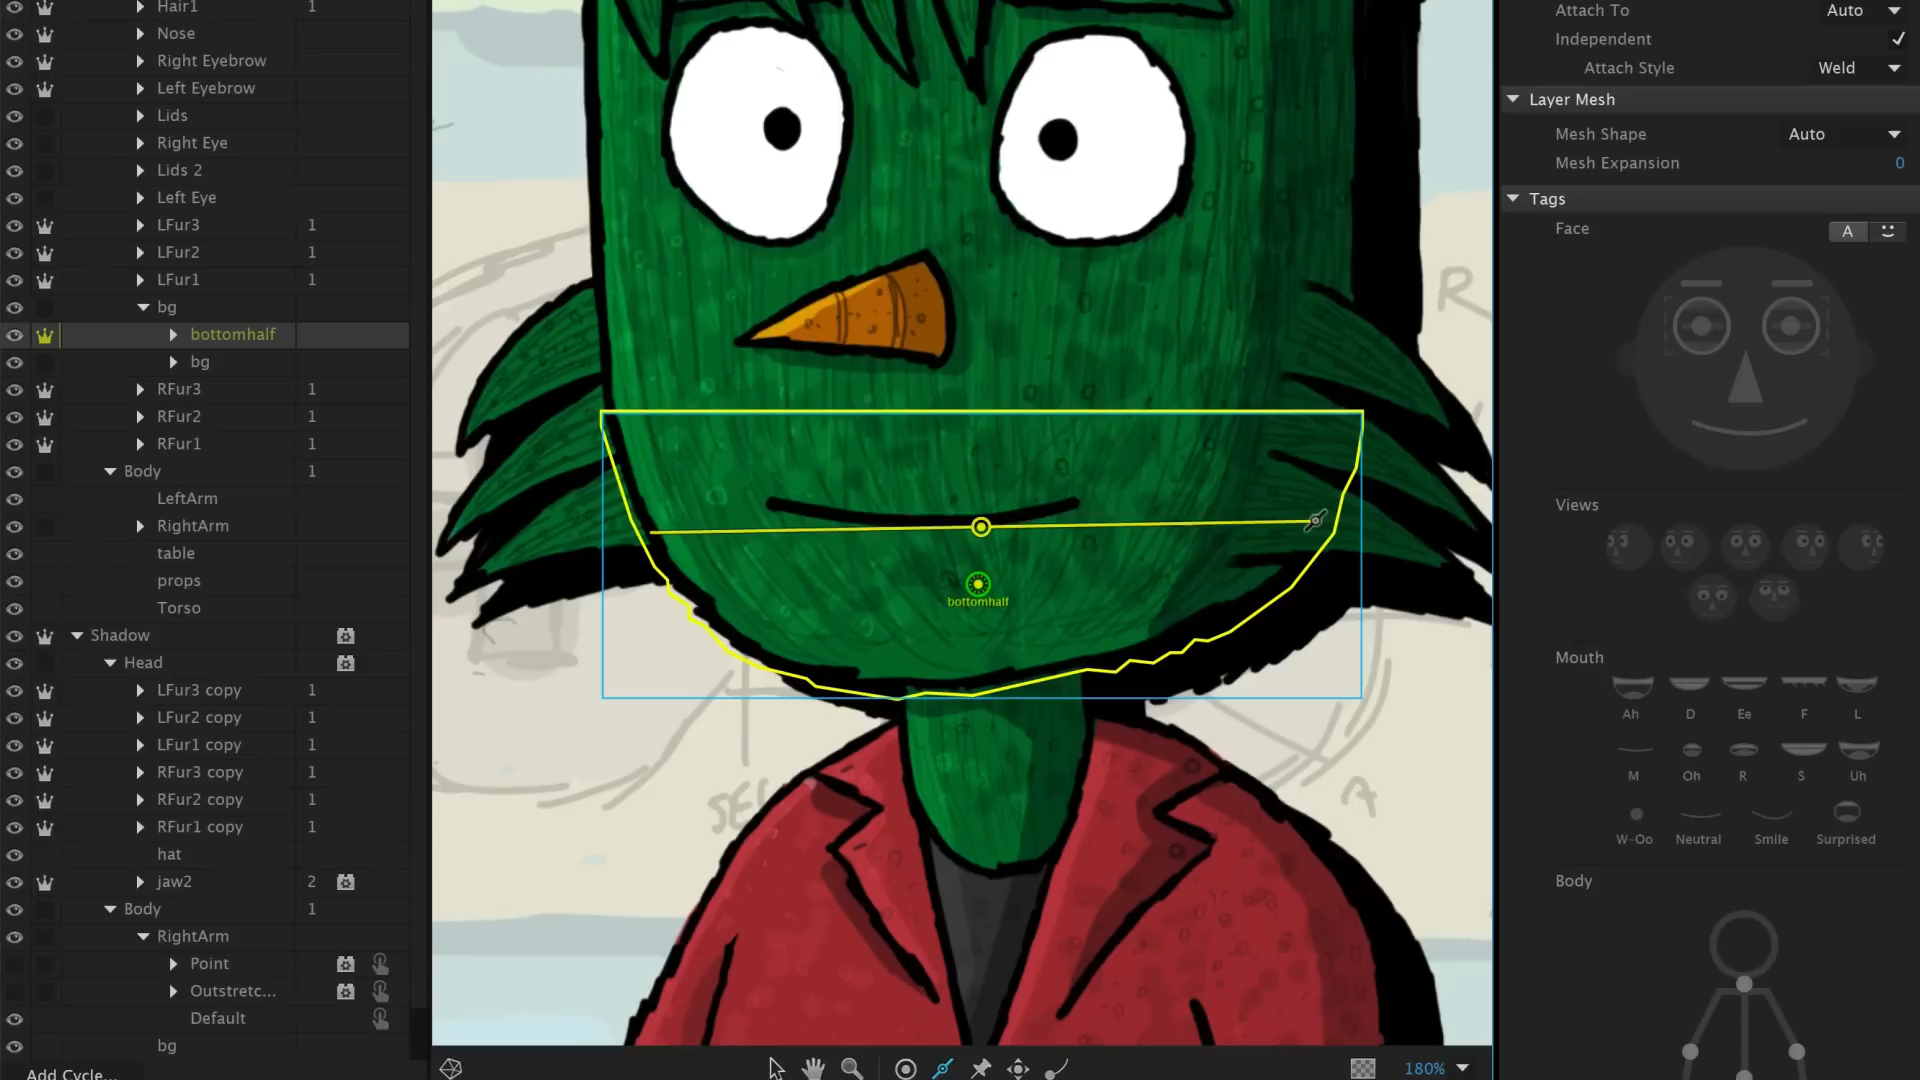 Hair1 1
Nose
Right Eyebrow
Left Eyebrow
Lids
Right Eye
Lids 2
Left Eye
LFur3 1
LFur2 1
LFur1 1
bg
bottomhalf
bg
RFur3 1
RFur2 1
RFur1 1
Body 1
LeftArm
RightArm
table
props
Torso
Shadow
Head
LFur3 copy 1
LFur2 copy 1
LFur1 copy 1
RFur3 copy 1
RFur2 copy 1
RFur1 copy 1
hat
jaw2 2
Body 1
RightArm
Point
Outstretc...
Default
bg
Add Cycle...
R
bottomhalf
SEC
A
180%
Attach To Auto
Independent
Attach Style Weld
Layer Mesh
Mesh Shape Auto
Mesh Expansion 0
Tags
Face A
Views
Mouth
Ah D Ee F L
M Oh R S Uh
W-Oo Neutral Smile Surprised
Body